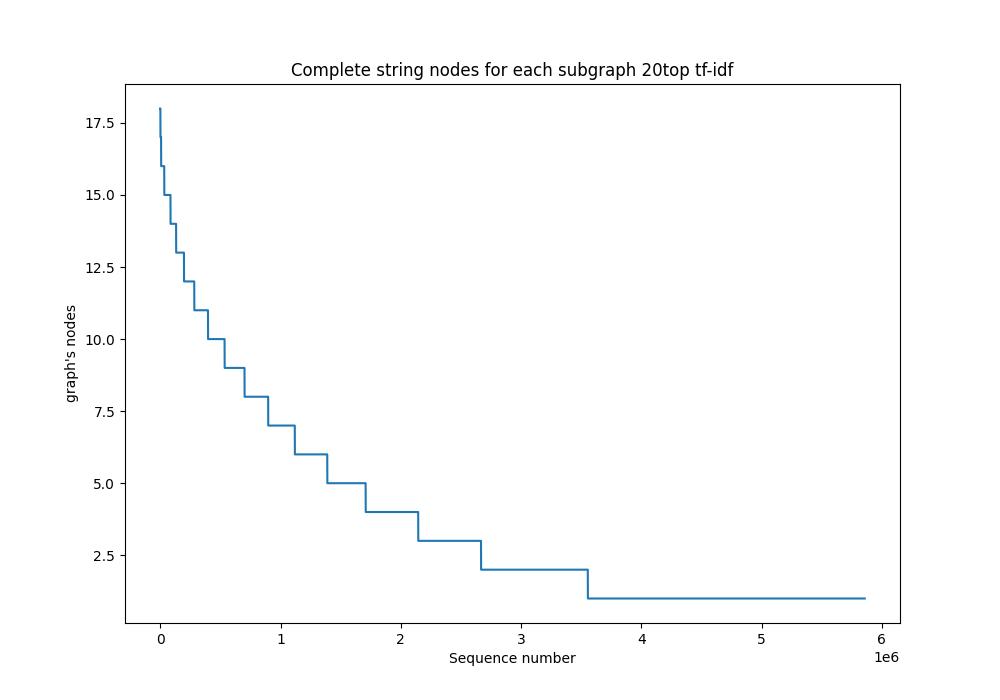 Complete string nodes for each subgraph 20top tf-idf
graph's nodes
17.5
15.0
12.5
10.0
7.5
5.0
2.5
0 1 2 3 4 5 6
1e6
Sequence number